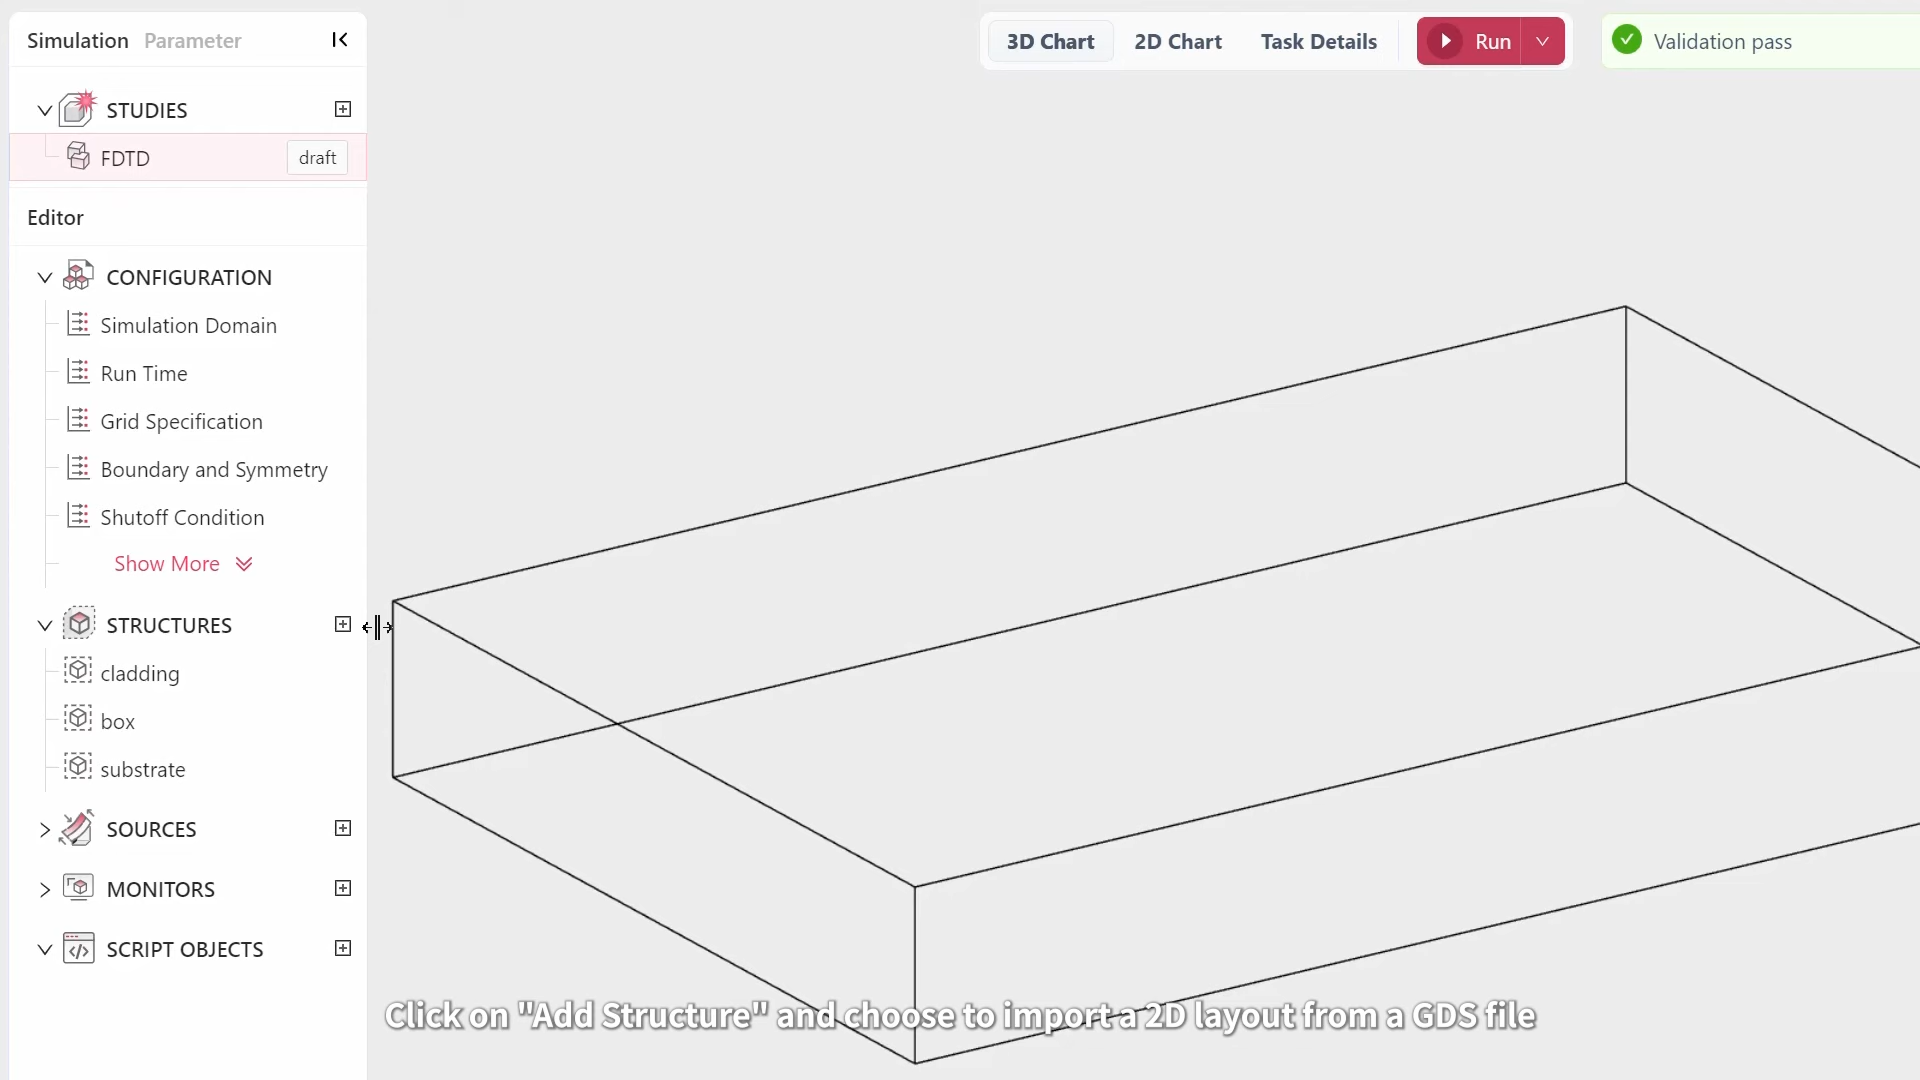 Simulation Parameter
3D Chart 2D Chart Task Details Run Validation pass
STUDIES
FDTD draft
Editor
CONFIGURATION
Simulation Domain
Run Time
Grid Specification
Boundary and Symmetry
Shutoff Condition
Show More
STRUCTURES
cladding
box
substrate
SOURCES
MONITORS
SCRIPT OBJECTS
Click on "Add Structure" and choose to import a 2D layout from a GDS file